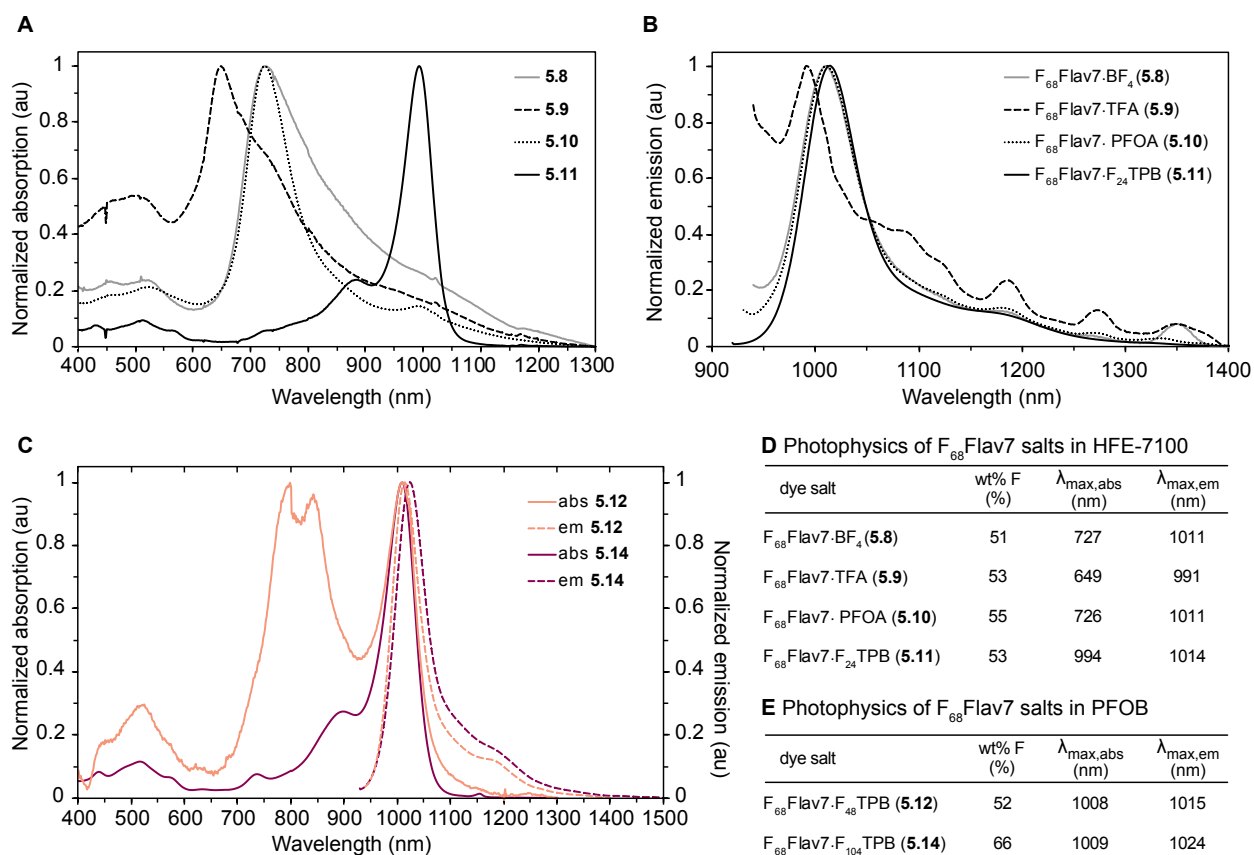 A
Normalized absorption (au)
1
0.8
0.6
0.4
0.2
0
400 500 600 700 800 900 1000 1100 1200 1300
Wavelength (nm)
5.8
5.9
5.10
5.11
B
Normalized emission (au)
1
0.8
0.6
0.4
0.2
0
900 1000 1100 1200 1300 1400
Wavelength (nm)
F₆₈Flav7·BF₄ (5.8)
F₆₈Flav7·TFA (5.9)
F₆₈Flav7· PFOA (5.10)
F₆₈Flav7·F₂₄TPB (5.11)
C
Normalized absorption (au)
1
0.8
0.6
0.4
0.2
0
400 500 600 700 800 900 1000 1100 1200 1300 1400 1500
Wavelength (nm)
1
0.8
0.6
0.4
0.2
0
Normalized emission (au)
abs 5.12
em 5.12
abs 5.14
em 5.14
D Photophysics of F₆₈Flav7 salts in HFE-7100
dye salt wt% F (%) λmax,abs (nm) λmax,em (nm)
F₆₈Flav7·BF₄ (5.8) 51 727 1011
F₆₈Flav7·TFA (5.9) 53 649 991
F₆₈Flav7· PFOA (5.10) 55 726 1011
F₆₈Flav7·F₂₄TPB (5.11) 53 994 1014
E Photophysics of F₆₈Flav7 salts in PFOB
dye salt wt% F (%) λmax,abs (nm) λmax,em (nm)
F₆₈Flav7·F₄₈TPB (5.12) 52 1008 1015
F₆₈Flav7·F₁₀₄TPB (5.14) 66 1009 1024